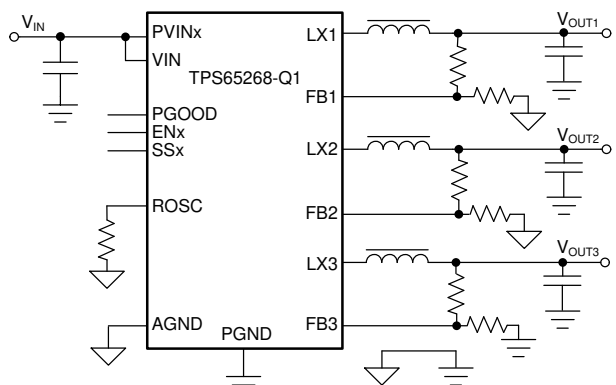 VIN
PVINx
VIN
TPS65268-Q1
PGOOD
ENx
SSx
ROSC
AGND
PGND
LX1
VOUT1
FB1
LX2
VOUT2
FB2
LX3
VOUT3
FB3